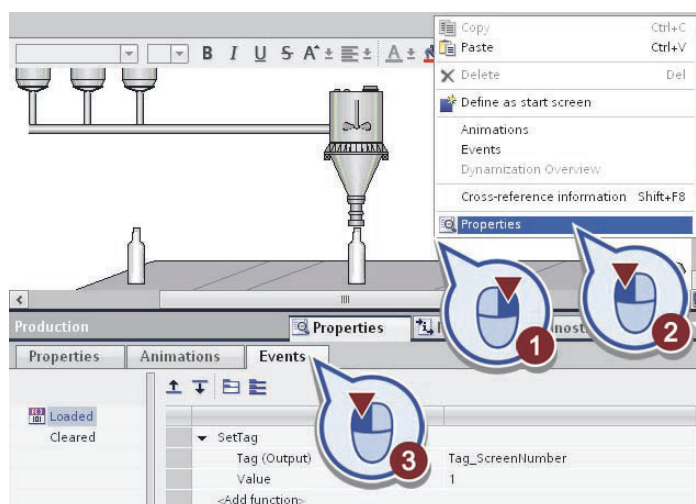 Copy Ctrl+C
Paste Ctrl+V
Delete Del
Define as start screen
Animations
Events
Dynamization Overview
Cross-reference information Shift+F8
Properties
B I U S A
1
2
Production
Properties
Properties Animations Events
3
Loaded
Cleared
SetTag
Tag (Output) Tag_ScreenNumber
Value 1
<Add function>